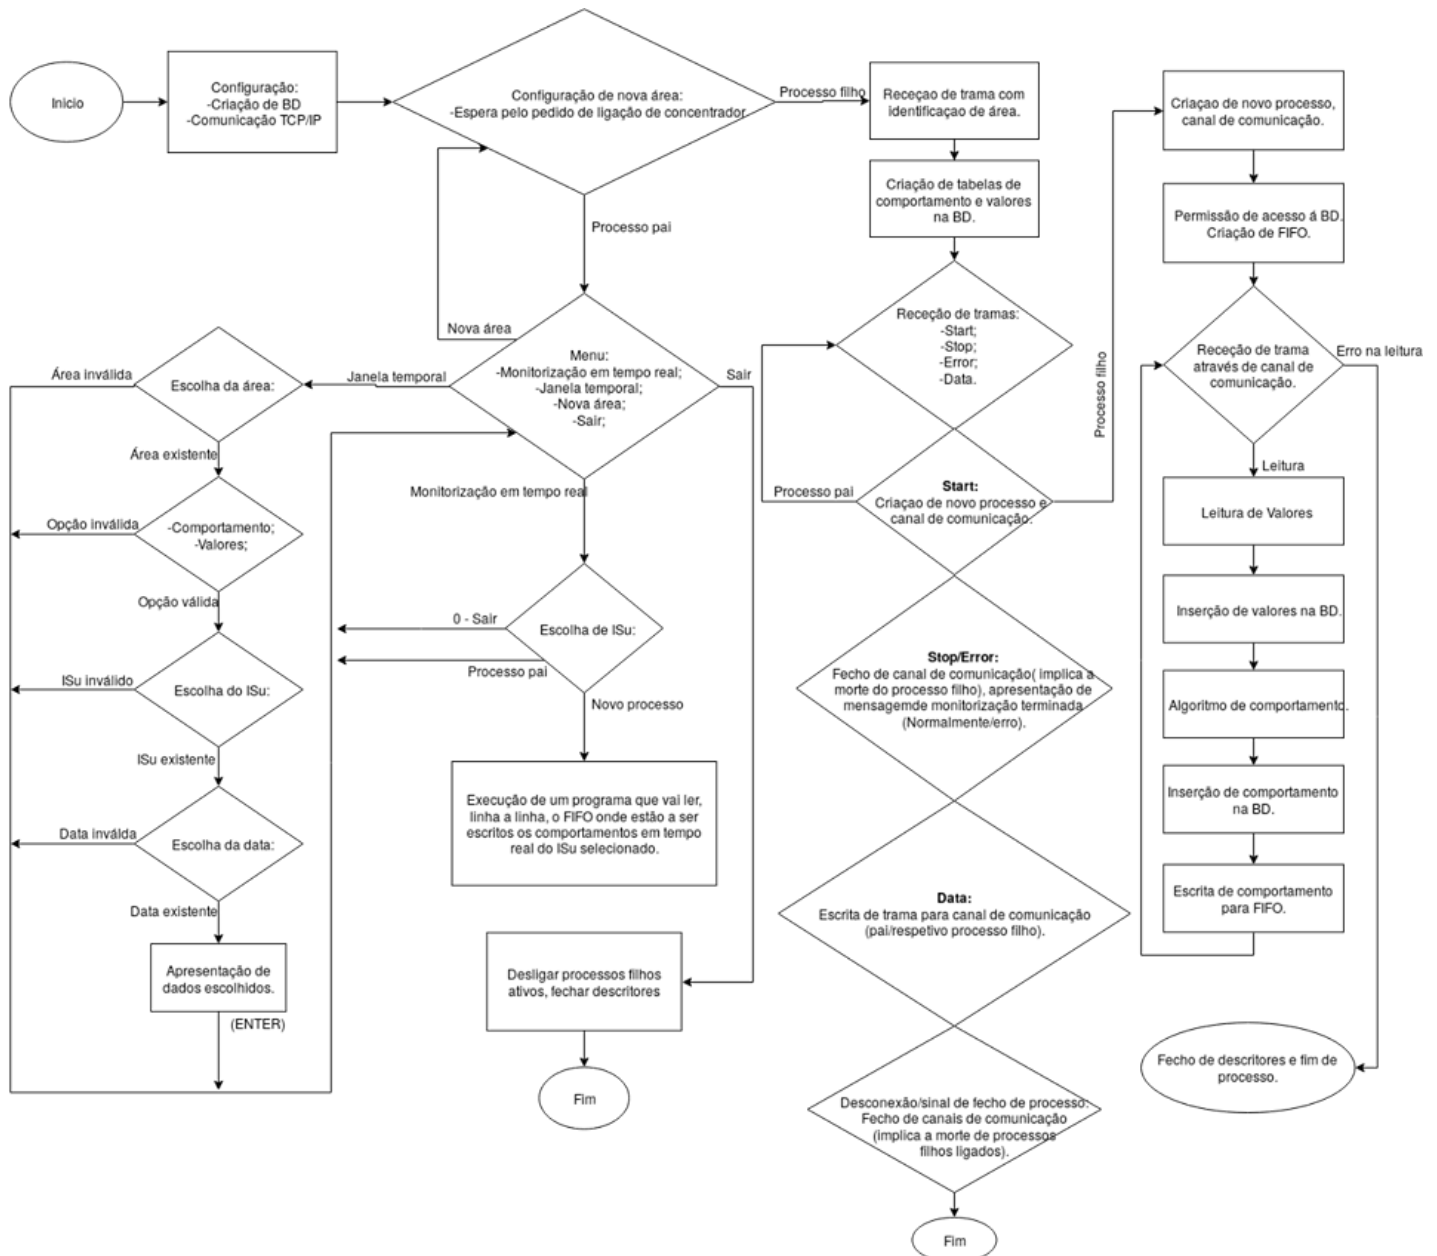 Inicio
Configuração:
-Criação de BD
-Comunicação TCP/IP
Configuração de nova área:
-Espera pelo pedido de ligação de concentrador
Processo filho
Receçao de trama com
identificaçao de área.
Criação de tabelas de
comportamento e valores
na BD.
Processo pai
Nova área
Menu:
-Monitorização em tempo real;
-Janela temporal;
-Nova área;
-Sair;
Janela temporal
Sair
Monitorização em tempo real
Escolha da área:
Área inválida
Área existente
-Comportamento;
-Valores;
Opção inválida
Opção válida
Escolha do ISu:
ISu inválido
ISu existente
Escolha da data:
Data inválda
Data existente
Apresentação de
dados escolhidos.
(ENTER)
Escolha de ISu:
0 - Sair
Processo pai
Novo processo
Execução de um programa que vai ler,
linha a linha, o FIFO onde estão a ser
escritos os comportamentos em tempo
real do ISu selecionado.
Desligar processos filhos
ativos, fechar descritores
Fim
Receção de tramas:
-Start;
-Stop;
-Error;
-Data.
Processo pai
Start:
Criaçao de novo processo e
canal de comunicação.
Processo filho
Stop/Error:
Fecho de canal de comunicação( implica a
morte do processo filho), apresentação de
mensagemde monitorização terminada
(Normalmente/erro).
Data:
Escrita de trama para canal de comunicação
(pai/respetivo processo filho).
Desconexão/sinal de fecho de processo:
Fecho de canais de comunicação
(implica a morte de processos
filhos ligados).
Fim
Criaçao de novo processo,
canal de comunicação.
Permissão de acesso á BD.
Criação de FIFO.
Receção de trama
através de canal de
comunicação.
Erro na leitura
Leitura
Leitura de Valores
Inserção de valores na BD.
Algoritmo de comportamento.
Inserção de comportamento
na BD.
Escrita de comportamento
para FIFO.
Fecho de descritores e fim de
processo.